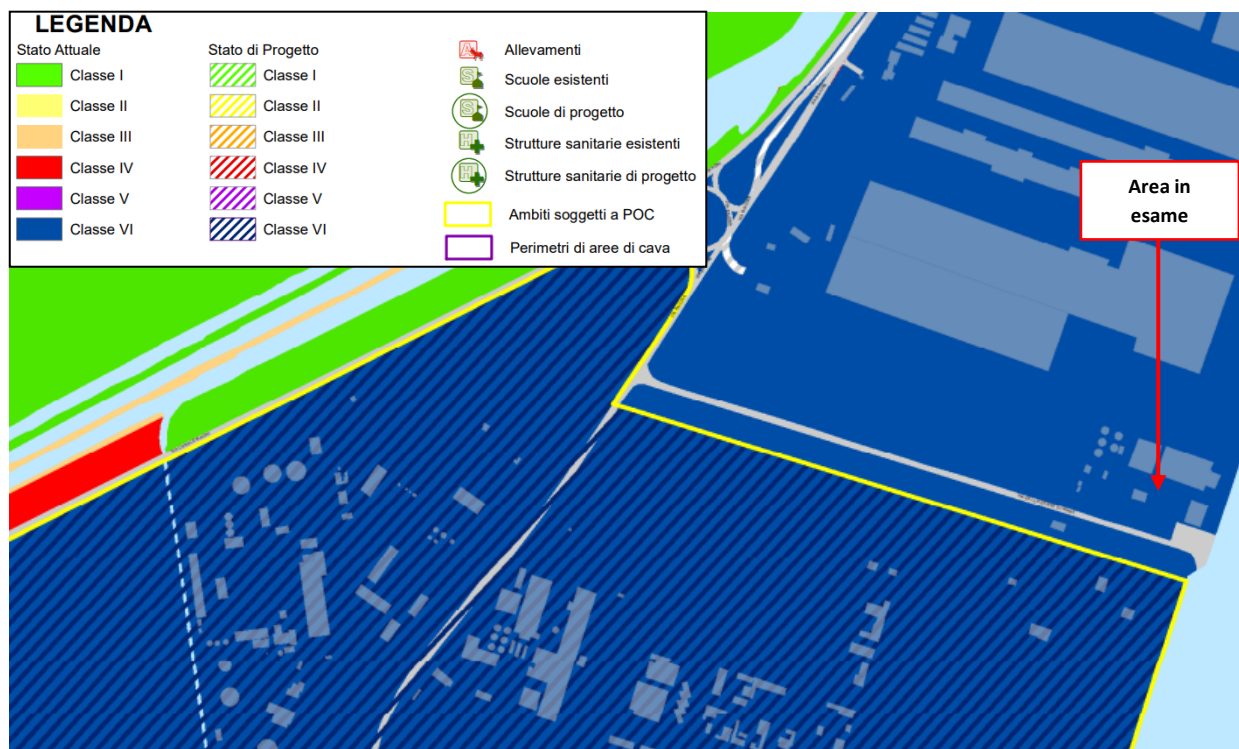 LEGENDA
Stato Attuale
Classe I
Classe II
Classe III
Classe IV
Classe V
Classe VI
Stato di Progetto
Classe I
Classe II
Classe III
Classe IV
Classe V
Classe VI
Allevamenti
Scuole esistenti
Scuole di progetto
Strutture sanitarie esistenti
Strutture sanitarie di progetto
Ambiti soggetti a POC
Perimetri di aree di cava
Area in
esame